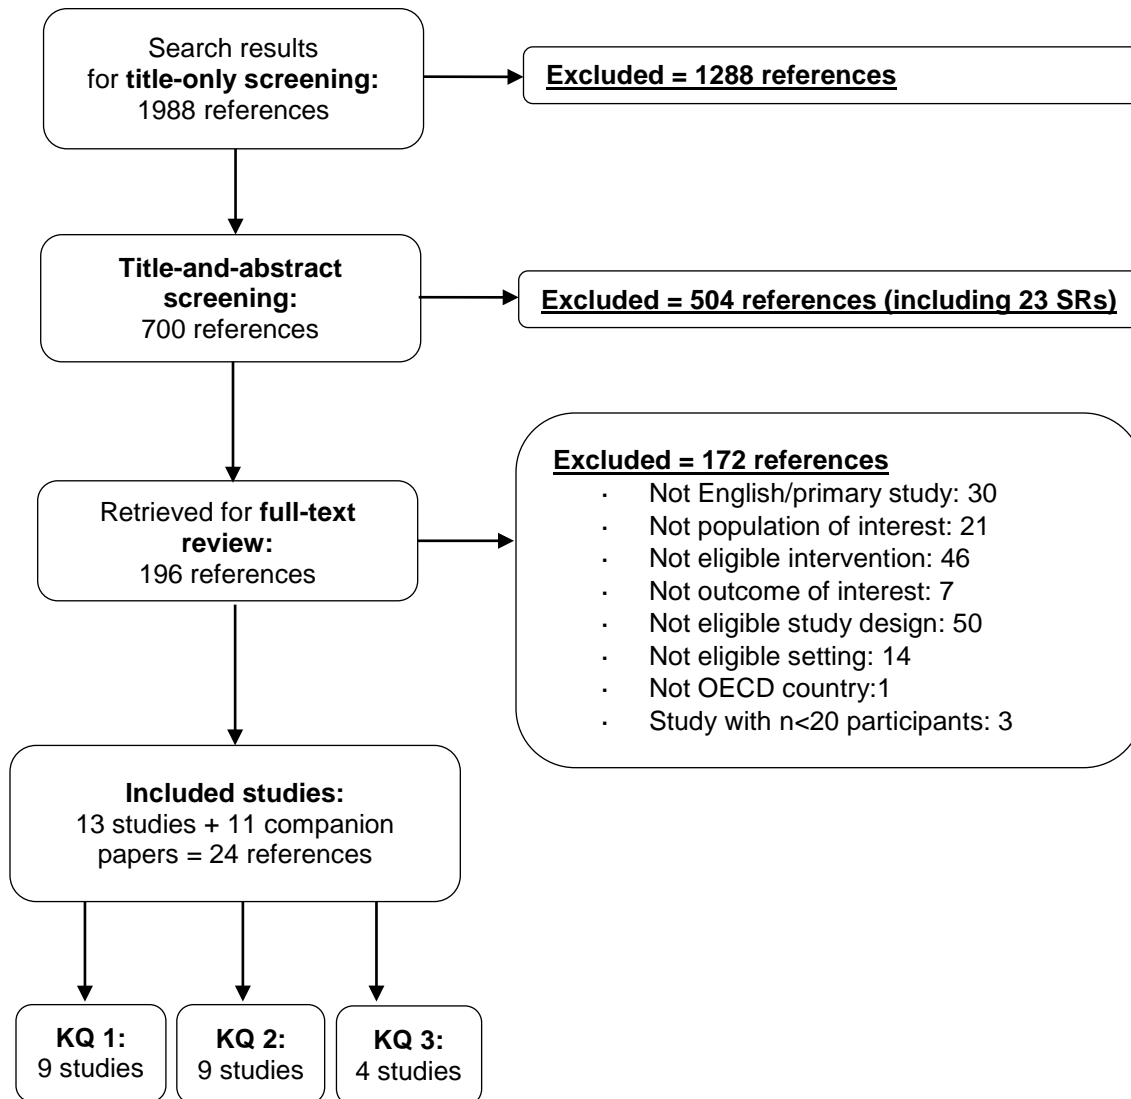 Search results
for title-only screening:
1988 references
Excluded = 1288 references
Title-and-abstract
screening:
700 references
Excluded = 504 references (including 23 SRs)
Retrieved for full-text
review:
196 references
Excluded = 172 references
· Not English/primary study: 30
· Not population of interest: 21
· Not eligible intervention: 46
· Not outcome of interest: 7
· Not eligible study design: 50
· Not eligible setting: 14
· Not OECD country:1
· Study with n<20 participants: 3
Included studies:
13 studies + 11 companion
papers = 24 references
KQ 1:
9 studies
KQ 2:
9 studies
KQ 3:
4 studies